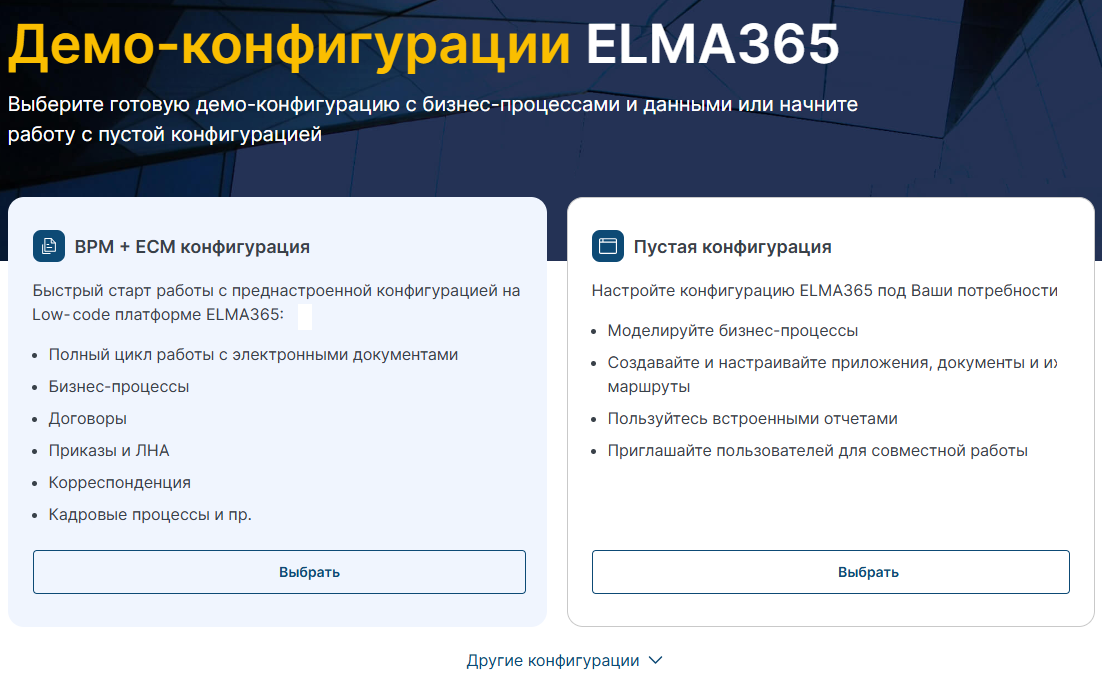 Демо-конфигурации ELMA365
Выберите готовую демо-конфигурацию с бизнес-процессами и данными или начните
работу с пустой конфигурацией
BPM + ECM конфигурация
Быстрый старт работы с преднастроенной конфигурацией на
Low-code платформе ELMA365:
• Полный цикл работы с электронными документами
• Бизнес-процессы
• Договоры
• Приказы и ЛНА
• Корреспонденция
• Кадровые процессы и пр.
Выбрать
Пустая конфигурация
Настройте конфигурацию ELMA365 под Ваши потребности
• Моделируйте бизнес-процессы
• Создавайте и настраивайте приложения, документы и их
маршруты
• Пользуйтесь встроенными отчетами
• Приглашайте пользователей для совместной работы
Выбрать
Другие конфигурации